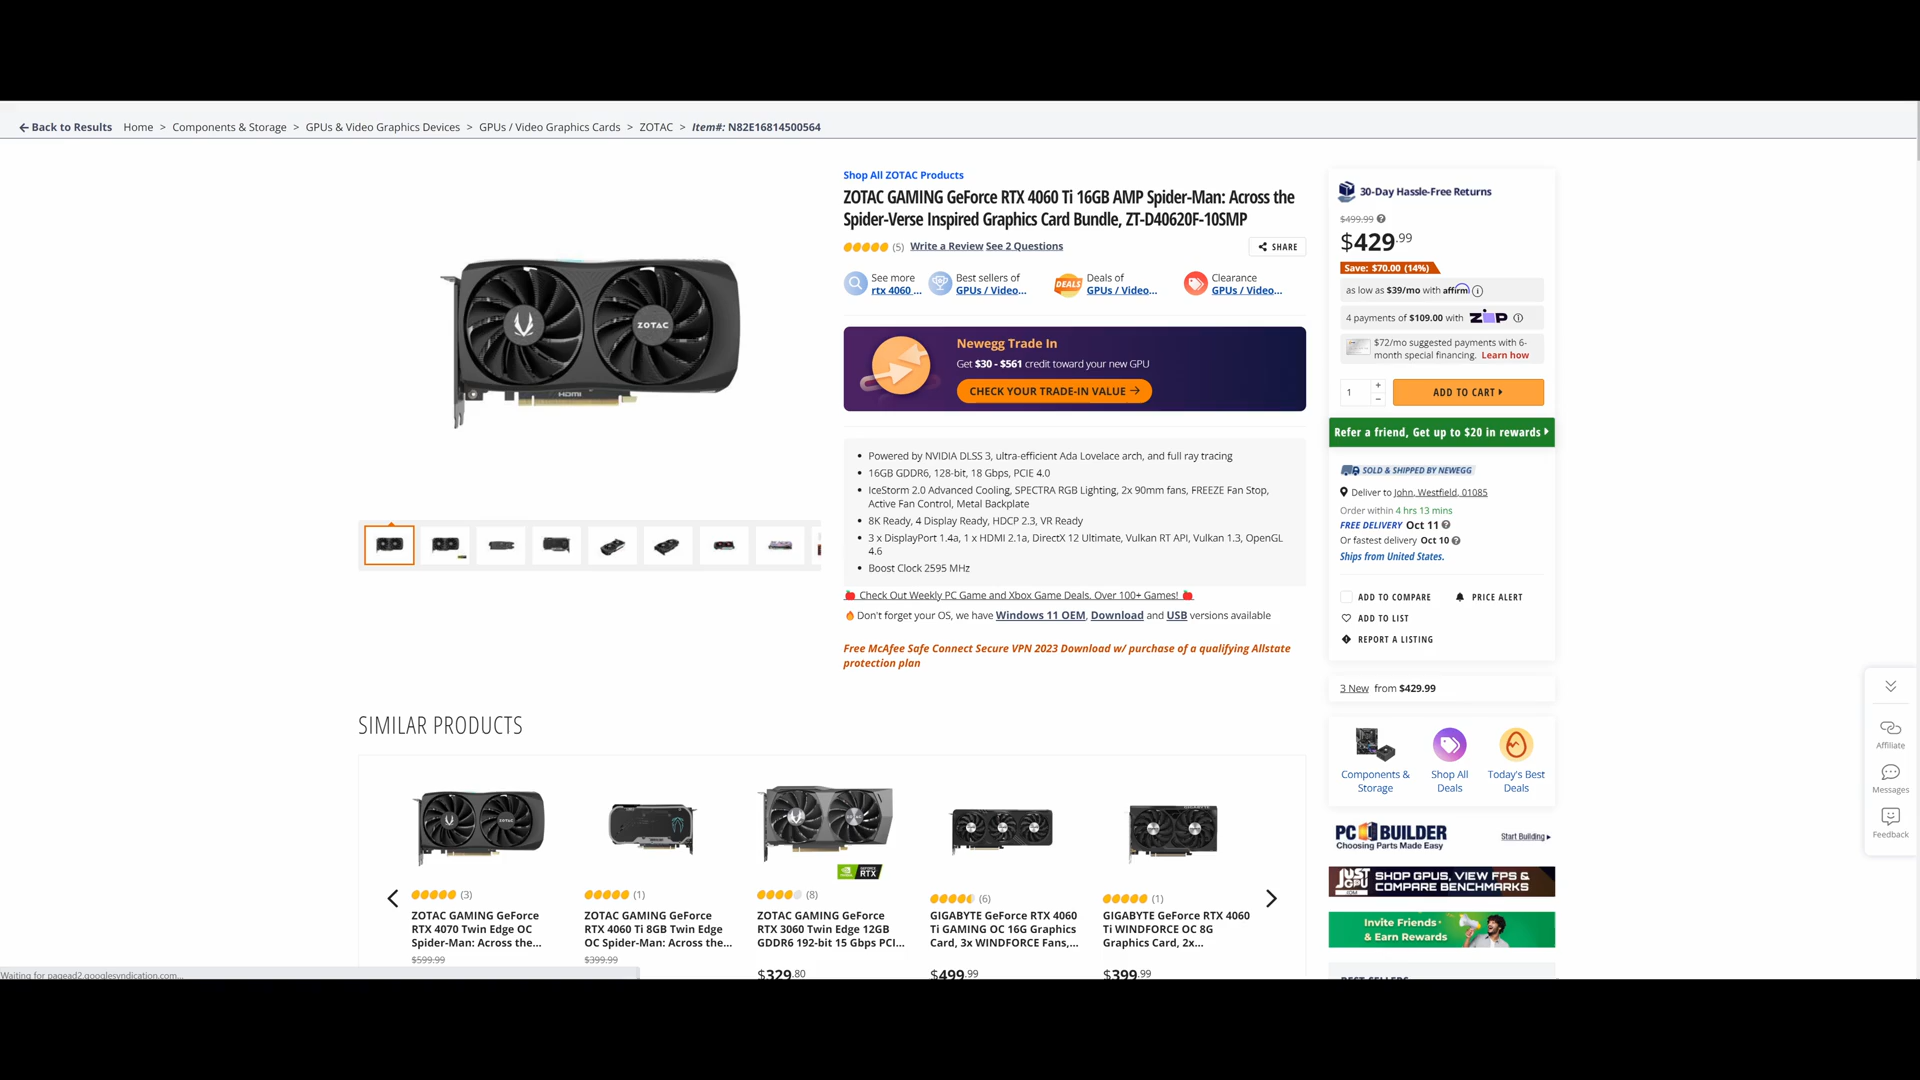 Back to Results Home > Components & Storage > GPUs & Video Graphics Devices > GPUs / Video Graphics Cards > ZOTAC > Item#: N82E16814500564
Shop All ZOTAC Products
ZOTAC GAMING GeForce RTX 4060 Ti 16GB AMP Spider-Man: Across the
Spider-Verse Inspired Graphics Card Bundle, ZT-D40620F-10SMP
(5) Write a Review See 2 Questions
SHARE
See more
rtx 4060 ...
Best sellers of
GPUs / Video...
DEALS
Deals of
GPUs / Video...
Clearance
GPUs / Video...
ZOTAC
HDMI
Newegg Trade In
Get $30 - $561 credit toward your new GPU
CHECK YOUR TRADE-IN VALUE
• Powered by NVIDIA DLSS 3, ultra-efficient Ada Lovelace arch, and full ray tracing
• 16GB GDDR6, 128-bit, 18 Gbps, PCIE 4.0
• IceStorm 2.0 Advanced Cooling, SPECTRA RGB Lighting, 2x 90mm fans, FREEZE Fan Stop,
Active Fan Control, Metal Backplate
• 8K Ready, 4 Display Ready, HDCP 2.3, VR Ready
• 3 x DisplayPort 1.4a, 1 x HDMI 2.1a, DirectX 12 Ultimate, Vulkan RT API, Vulkan 1.3, OpenGL
4.6
• Boost Clock 2595 MHz
Check Out Weekly PC Game and Xbox Game Deals. Over 100+ Games!
Don't forget your OS, we have Windows 11 OEM, Download and USB versions available
Free McAfee Safe Connect Secure VPN 2023 Download w/ purchase of a qualifying Allstate
protection plan
30-Day Hassle-Free Returns
$499.99
$429.99
Save: $70.00 (14%)
as low as $39/mo with affirm
4 payments of $109.00 with ZIP
$72/mo suggested payments with 6-
month special financing. Learn how
1
+
−
ADD TO CART
Refer a friend, Get up to $20 in rewards
SOLD & SHIPPED BY NEWEGG
Deliver to John, Westfield, 01085
Order within 4 hrs 13 mins
FREE DELIVERY Oct 11
Or fastest delivery Oct 10
Ships from United States.
ADD TO COMPARE
PRICE ALERT
ADD TO LIST
REPORT A LISTING
3 New from $429.99
Components &
Storage
Shop All
Deals
Today's Best
Deals
PC BUILDER
Choosing Parts Made Easy
Start Building
JUST GPU .COM
SHOP GPUS, VIEW FPS &
COMPARE BENCHMARKS
Invite Friends
& Earn Rewards
BEST SELLERS
Affiliate
Messages
Feedback
SIMILAR PRODUCTS
ZOTAC
GEFORCE
RTX
GIGABYTE
(3)
ZOTAC GAMING GeForce
RTX 4070 Twin Edge OC
Spider-Man: Across the...
$599.99
(1)
ZOTAC GAMING GeForce
RTX 4060 Ti 8GB Twin Edge
OC Spider-Man: Across the...
$399.99
(8)
ZOTAC GAMING GeForce
RTX 3060 Twin Edge 12GB
GDDR6 192-bit 15 Gbps PCI...
$329.80
(6)
GIGABYTE GeForce RTX 4060
Ti GAMING OC 16G Graphics
Card, 3x WINDFORCE Fans,...
$499.99
(1)
GIGABYTE GeForce RTX 4060
Ti WINDFORCE OC 8G
Graphics Card, 2x...
$399.99
Waiting for pagead2.googlesyndication.com...